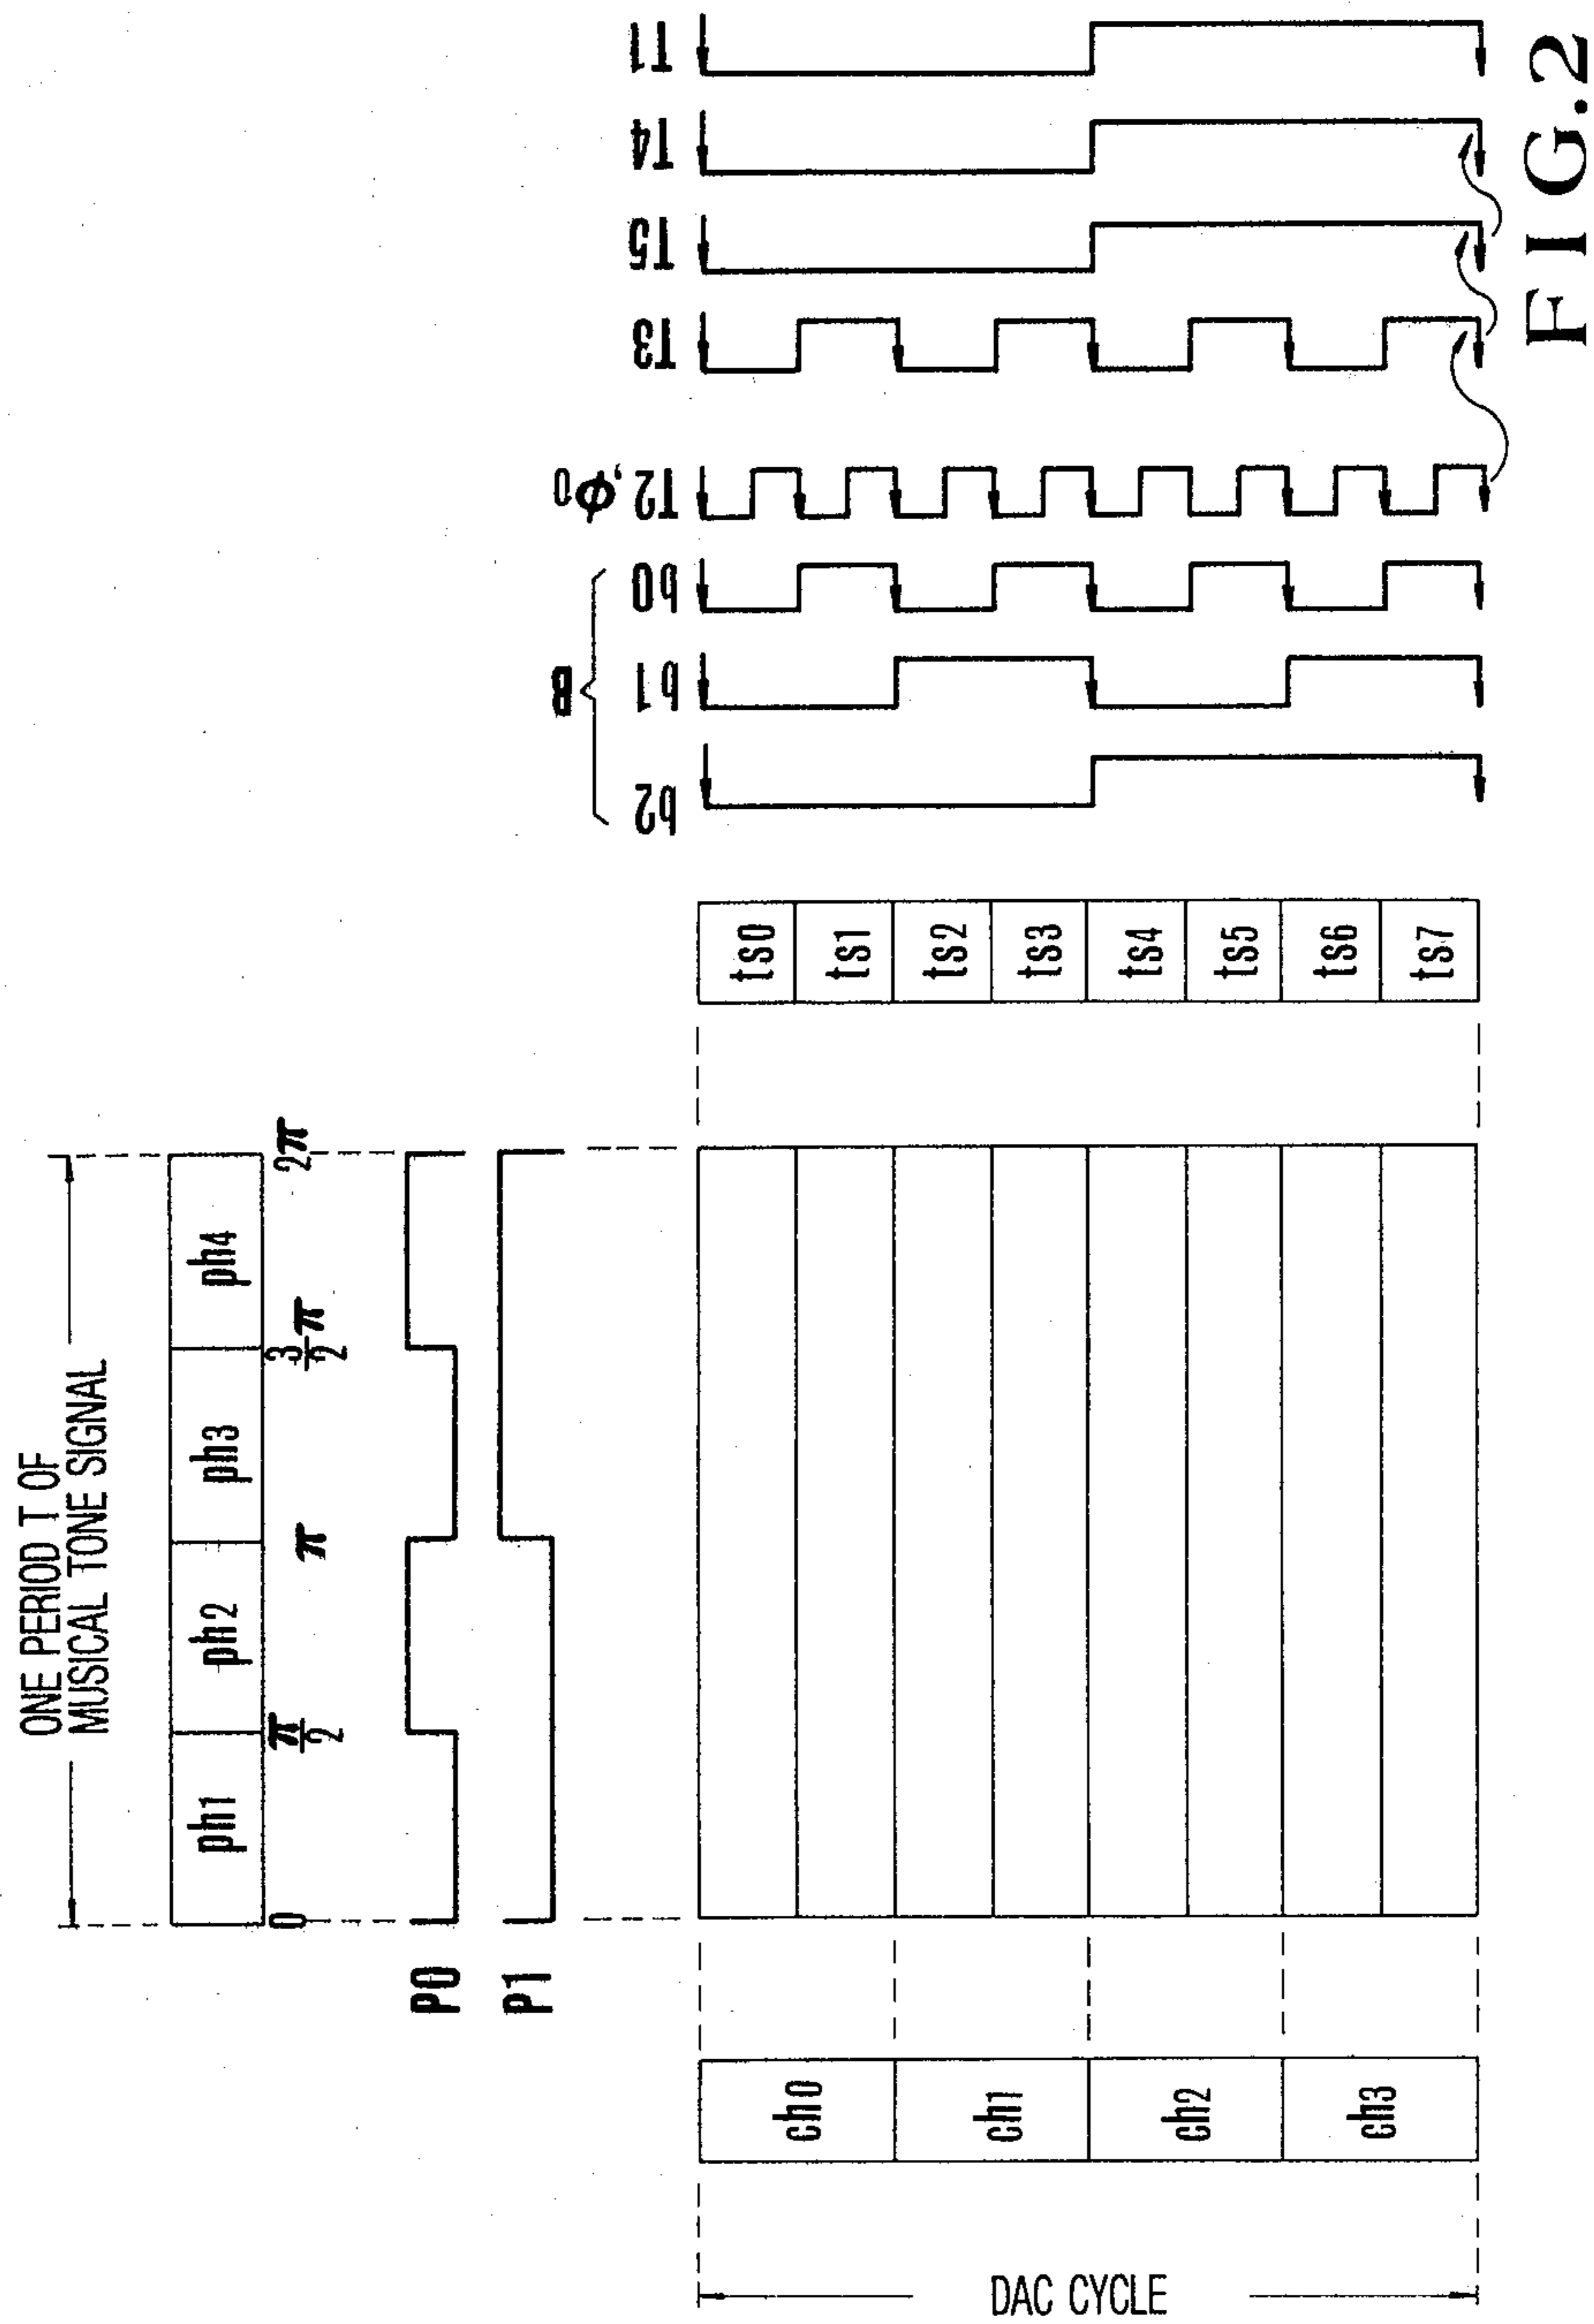 ONE PERIOD T OF
MUSICAL TONE SIGNAL
ph1 ph2 ph3 ph4
0 π/2 π 3/2 π 2π
P0
P1
DAC CYCLE
ch0
ch1
ch2
ch3
ts0
ts1
ts2
ts3
ts4
ts5
ts6
ts7
B
b2
b1
b0
T2, φ0
T3
T5
T4
T1
FIG.2